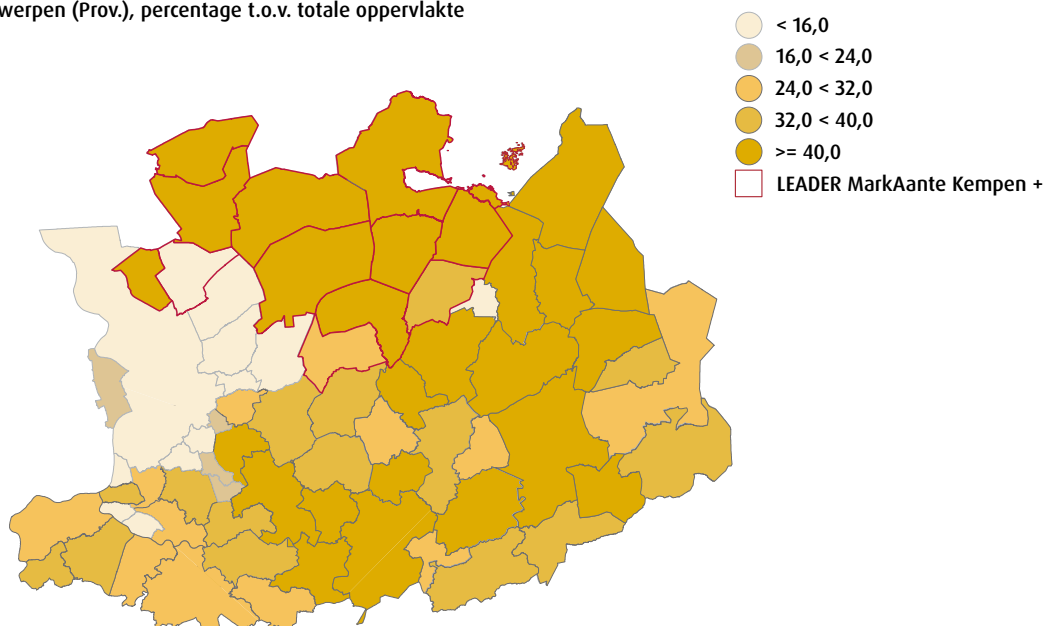 werpen (Prov.), percentage t.o.v. totale oppervlakte
< 16,0
16,0 < 24,0
24,0 < 32,0
32,0 < 40,0
>= 40,0
LEADER MarkAante Kempen +